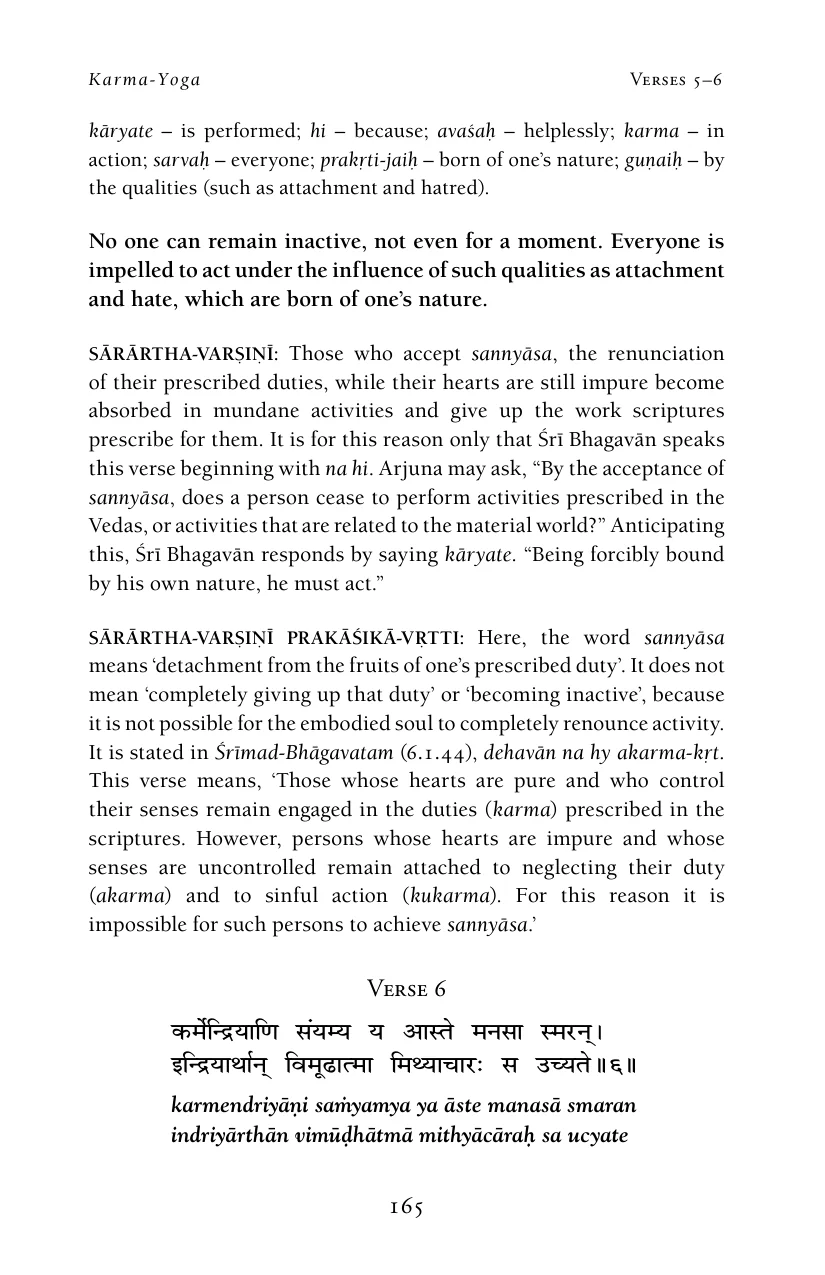 Karma-Yoga
Verses 5–6
kāryate – is performed; hi – because; avaśaḥ – helplessly; karma – in
action; sarvaḥ – everyone; prakṛti-jaiḥ – born of one’s nature; guṇaiḥ – by
the qualities (such as attachment and hatred).
No one can remain inactive, not even for a moment. Everyone is
impelled to act under the influence of such qualities as attachment
and hate, which are born of one’s nature.
SĀRĀRTHA-VARṢIṆĪ: Those who accept sannyāsa, the renunciation
of their prescribed duties, while their hearts are still impure become
absorbed in mundane activities and give up the work scriptures
prescribe for them. It is for this reason only that Śrī Bhagavān speaks
this verse beginning with na hi. Arjuna may ask, “By the acceptance of
sannyāsa, does a person cease to perform activities prescribed in the
Vedas, or activities that are related to the material world?” Anticipating
this, Śrī Bhagavān responds by saying kāryate. “Being forcibly bound
by his own nature, he must act.”
SĀRĀRTHA-VARṢIṆĪ PRAKĀŚIKĀ-VṚTTI: Here, the word sannyāsa
means ‘detachment from the fruits of one’s prescribed duty’. It does not
mean ‘completely giving up that duty’ or ‘becoming inactive’, because
it is not possible for the embodied soul to completely renounce activity.
It is stated in Śrīmad-Bhāgavatam (6.1.44), dehavān na hy akarma-kṛt.
This verse means, ‘Those whose hearts are pure and who control
their senses remain engaged in the duties (karma) prescribed in the
scriptures. However, persons whose hearts are impure and whose
senses are uncontrolled remain attached to neglecting their duty
(akarma) and to sinful action (kukarma). For this reason it is
impossible for such persons to achieve sannyāsa.’
Verse 6
कर्मेन्द्रियाणि संयम्य य आस्ते मनसा स्मरन्।
इन्द्रियार्थान् विमूढात्मा मिथ्याचारः स उच्यते॥६॥
karmendriyāṇi saṁyamya ya āste manasā smaran
indriyārthān vimūḍhātmā mithyācāraḥ sa ucyate
165